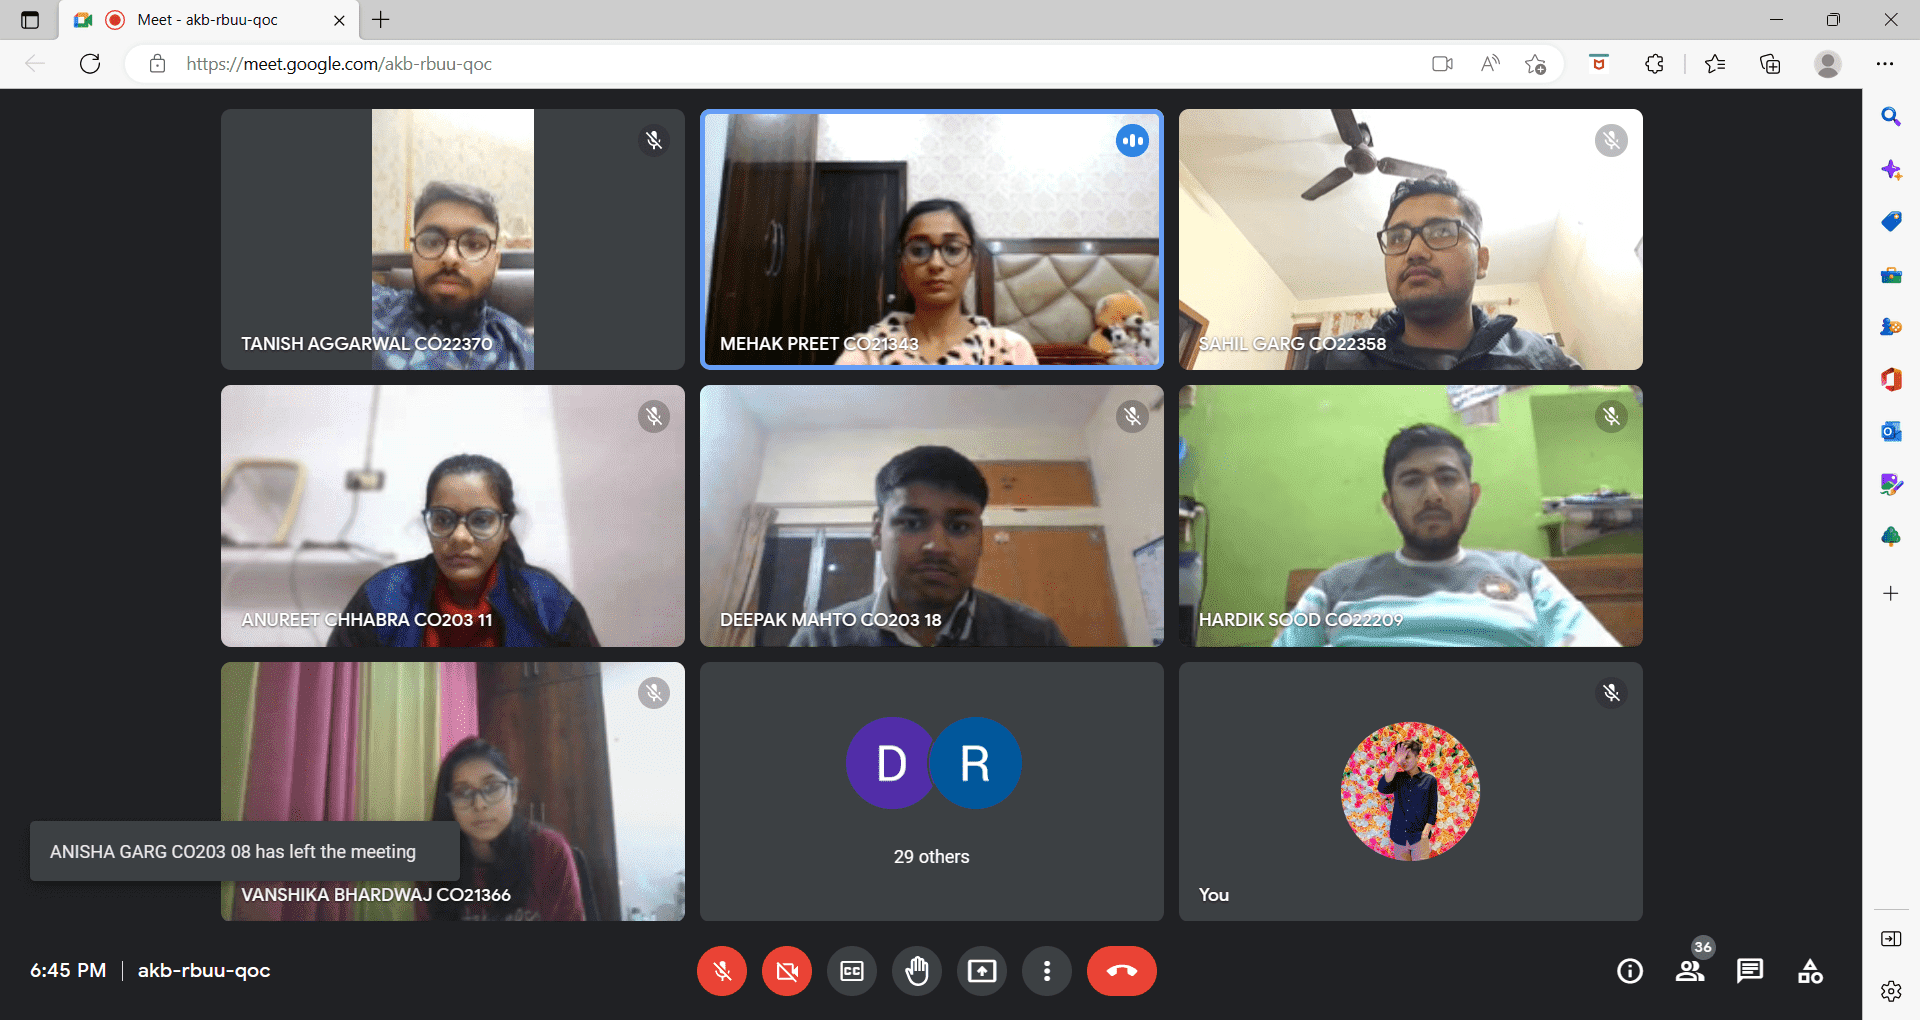 Meet - akb-rbuu-qoc
https://meet.google.com/akb-rbuu-qoc
TANISH AGGARWAL CO22370
MEHAK PREET CO21343
SAHIL GARG CO22358
ANUREET CHHABRA CO203 11
DEEPAK MAHTO CO203 18
HARDIK SOOD CO22209
ANISHA GARG CO203 08 has left the meeting
VANSHIKA BHARDWAJ CO21366
D R
29 others
You
6:45 PM | akb-rbuu-qoc
CC
36